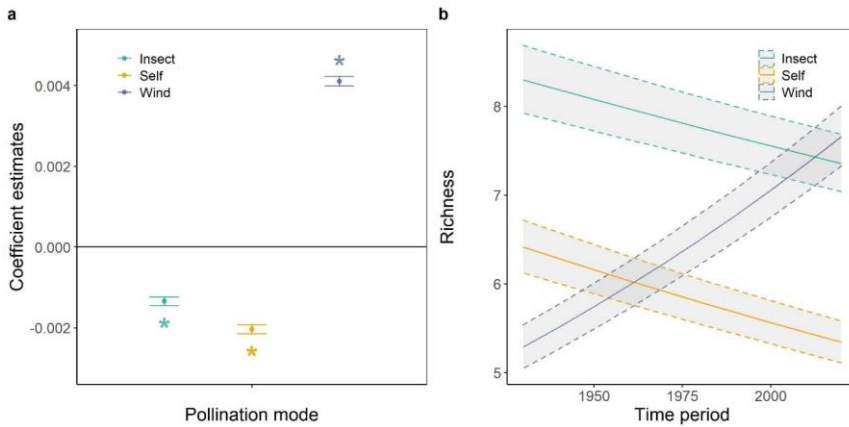 a
Insect
Self
Wind
*
*
*
0.004
0.002
0.000
-0.002
Coefficient estimates
Pollination mode
b
Insect
Self
Wind
8
7
6
5
Richness
1950 1975 2000
Time period